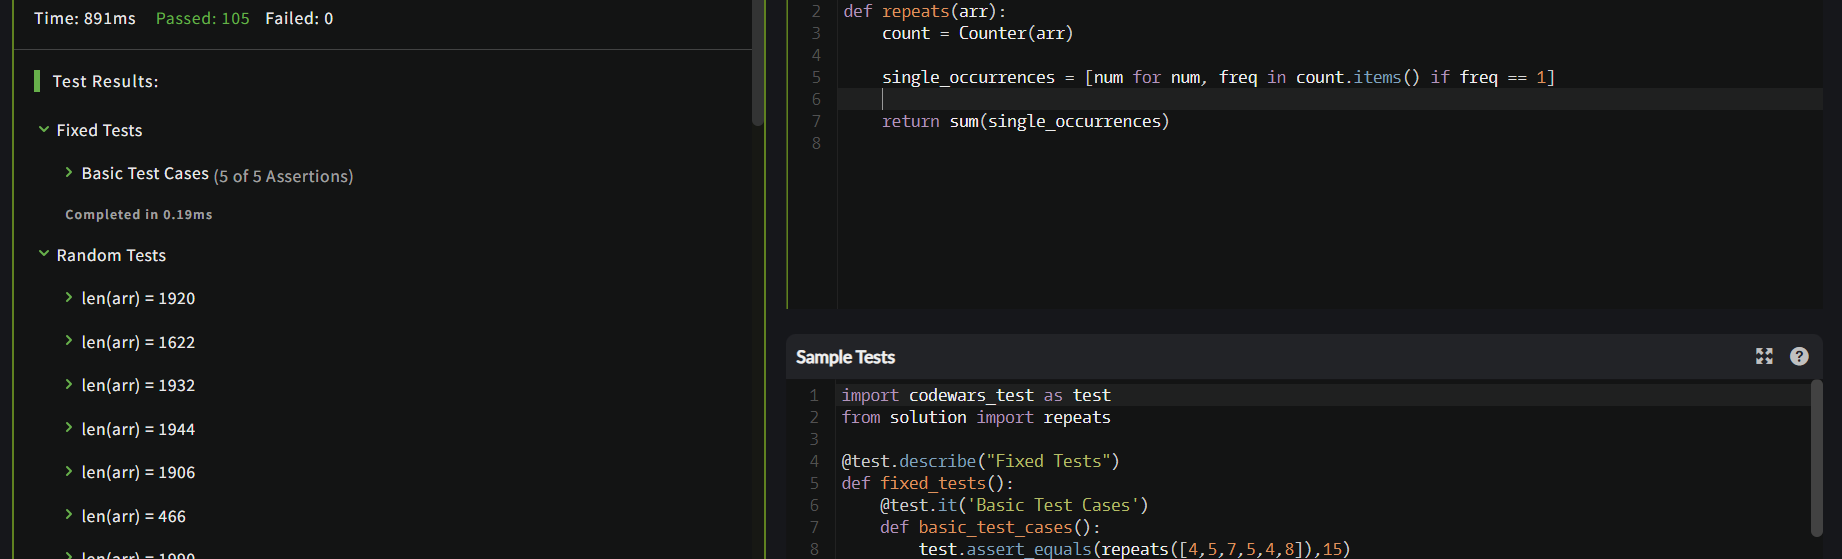 Time: 891ms Passed: 105 Failed: 0
Test Results:
Fixed Tests
Basic Test Cases (5 of 5 Assertions)
Completed in 0.19ms
Random Tests
len(arr) = 1920
len(arr) = 1622
len(arr) = 1932
len(arr) = 1944
len(arr) = 1906
len(arr) = 466
len(arr) = 1990
2 def repeats(arr):
3     count = Counter(arr)
4
5     single_occurrences = [num for num, freq in count.items() if freq == 1]
6
7     return sum(single_occurrences)
8
Sample Tests
1 import codewars_test as test
2 from solution import repeats
3
4 @test.describe("Fixed Tests")
5 def fixed_tests():
6     @test.it('Basic Test Cases')
7     def basic_test_cases():
8         test.assert_equals(repeats([4,5,7,5,4,8]),15)